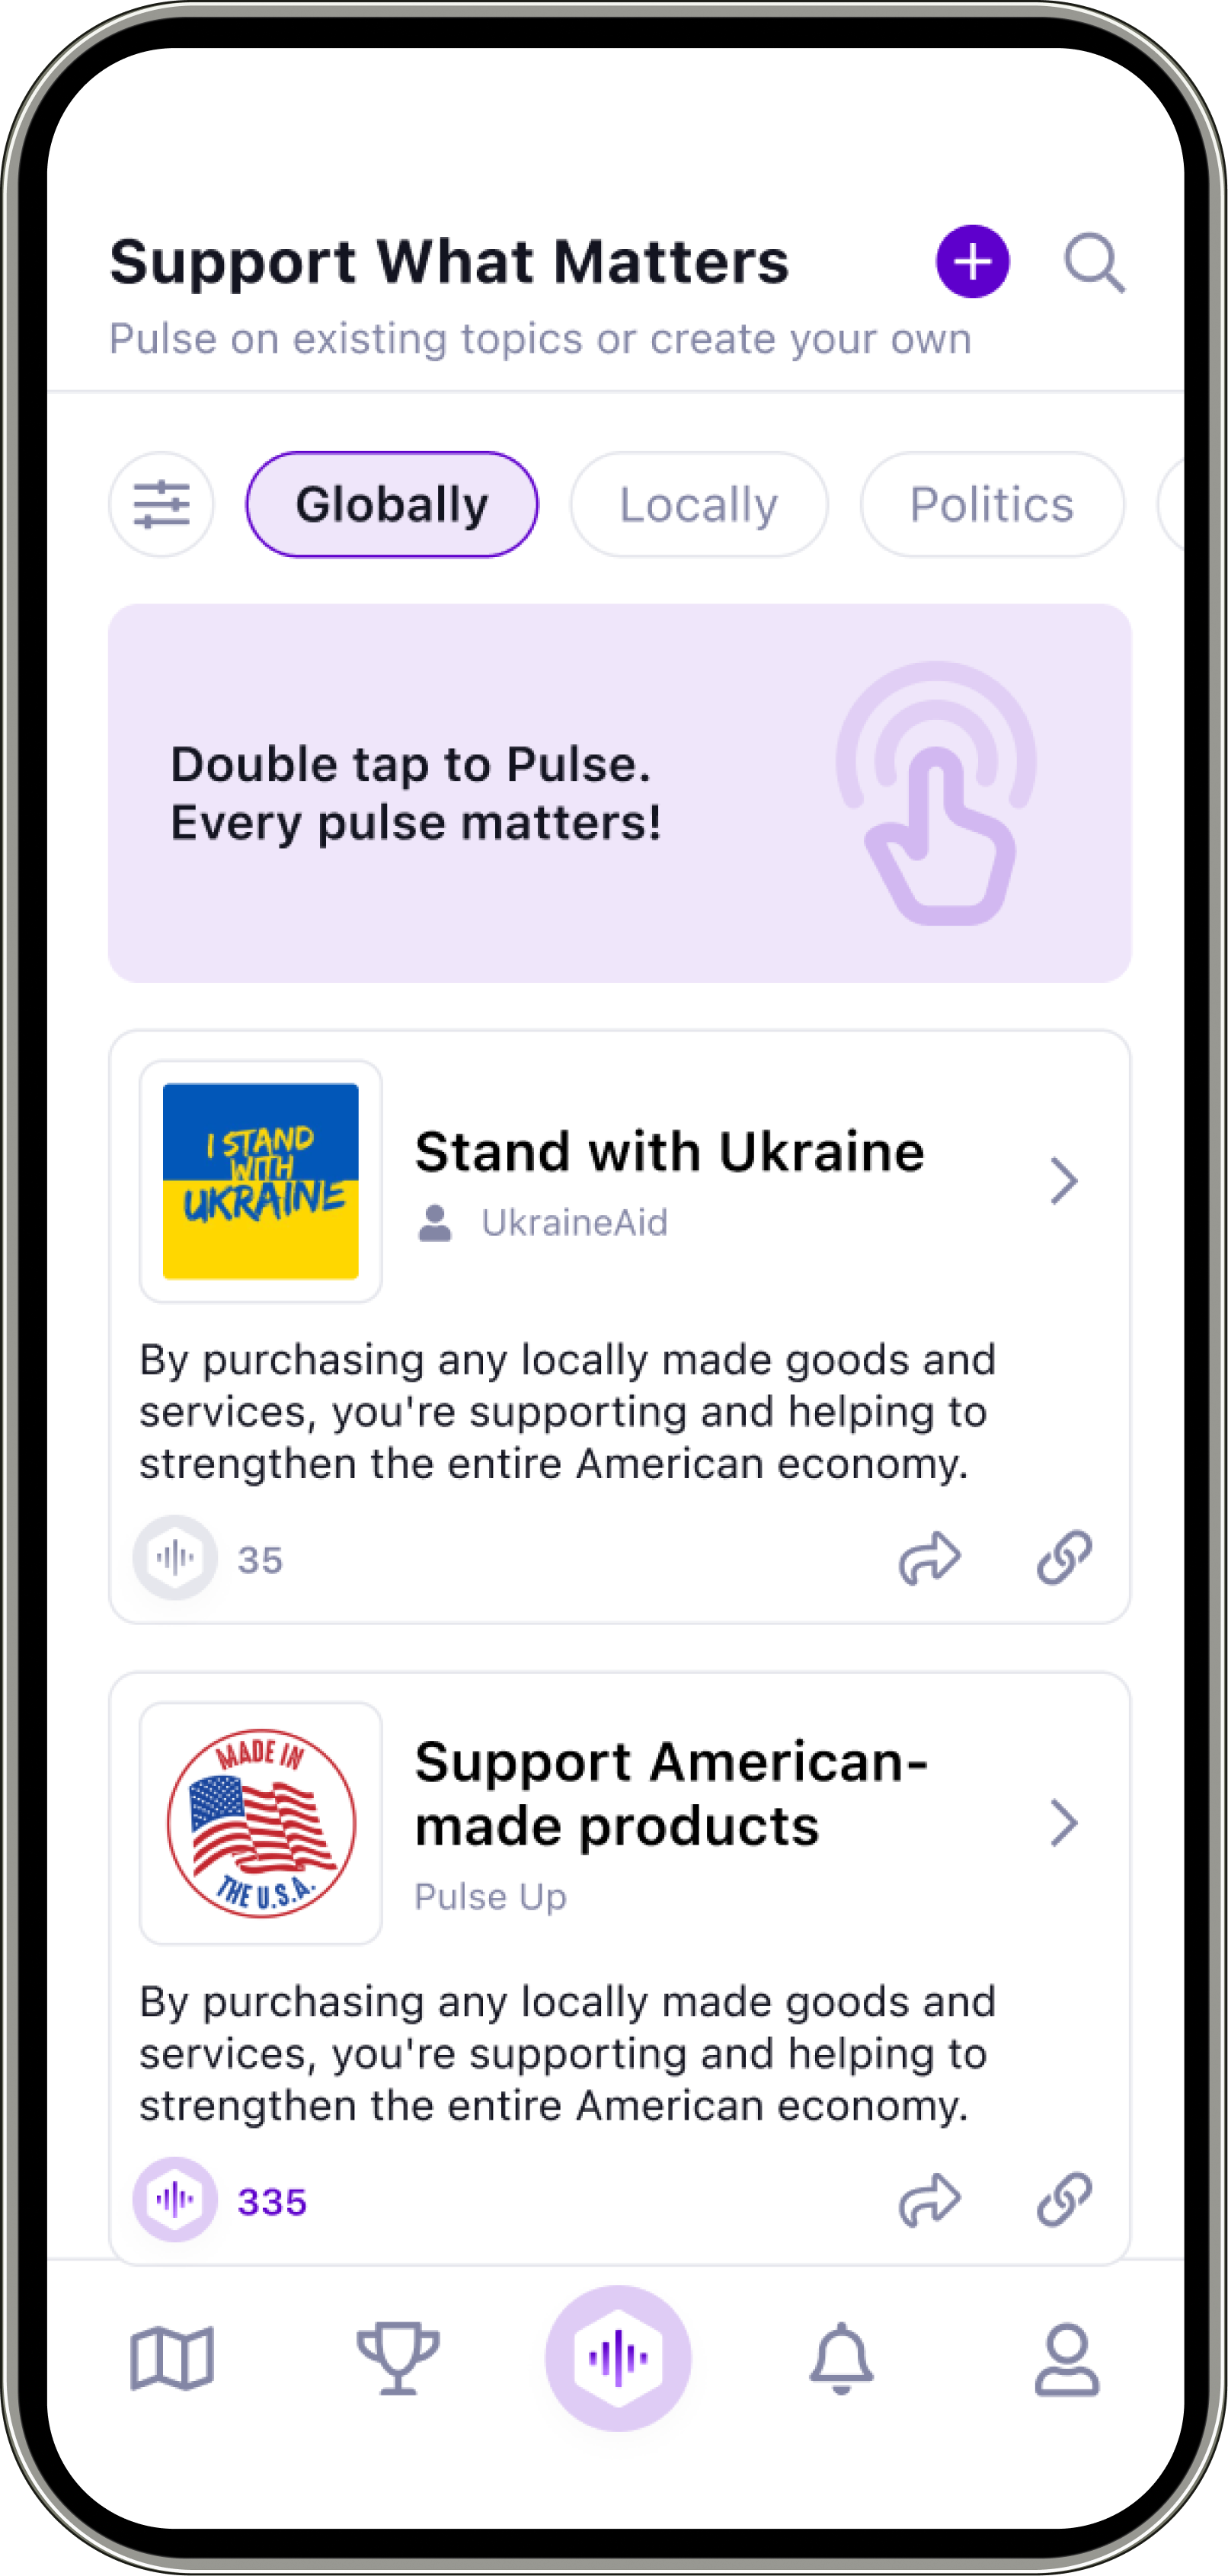 Support What Matters
Pulse on existing topics or create your own
Globally
Locally
Politics
Double tap to Pulse.
Every pulse matters!
I STAND
WITH
UKRAINE
Stand with Ukraine
UkraineAid
By purchasing any locally made goods and
services, you're supporting and helping to
strengthen the entire American economy.
35
MADE IN
THE U.S.A.
Support American-
made products
Pulse Up
By purchasing any locally made goods and
services, you're supporting and helping to
strengthen the entire American economy.
335